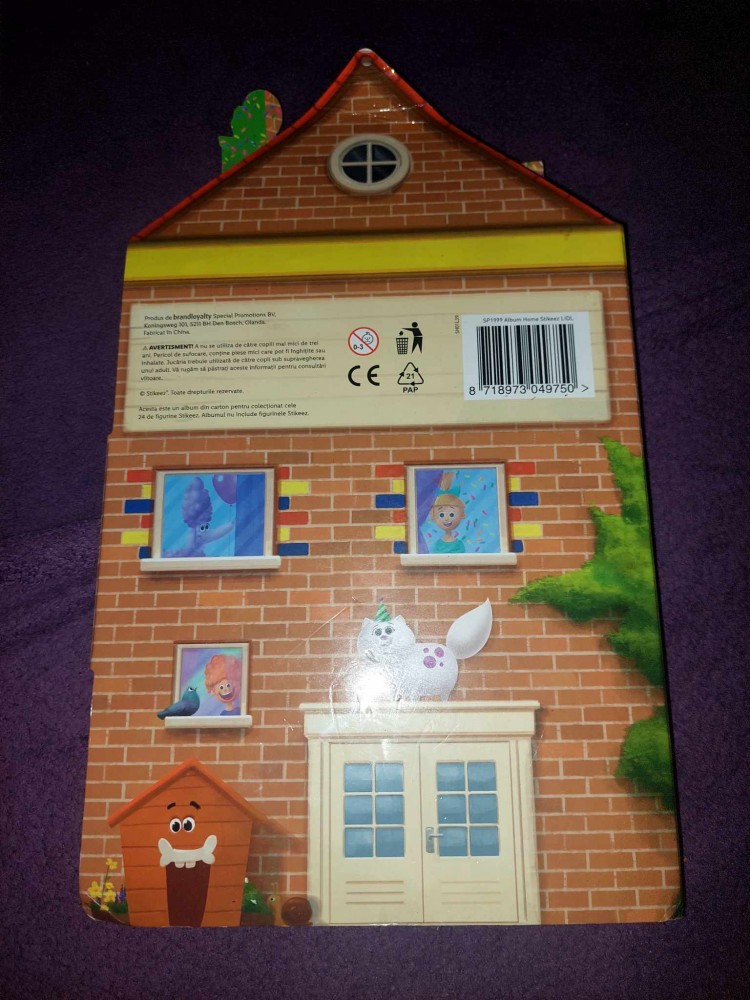 Produs de brandloyalty Special Promotions BV,
Koningsweg 101, 5211 BH Den Bosch, Olanda.
Fabricat în China.
AVERTISMENT! A nu se utiliza de către copiii mai mici de trei
ani. Pericol de sufocare, conține piese mici care pot fi înghițite sau
inhalate. Jucăria trebuie utilizată de către copii sub supravegherea
unui adult. Vă rugăm să păstrați aceste informații pentru consultări
viitoare.
© Stikeez®. Toate drepturile rezervate.
Acesta este un album din carton pentru colecționat cele
24 de figurine Stikeez. Albumul nu include figurinele Stikeez.
0-3
CE
21
PAP
SP1999 Album Home Stikeez LIDL
8 718973 049750 >